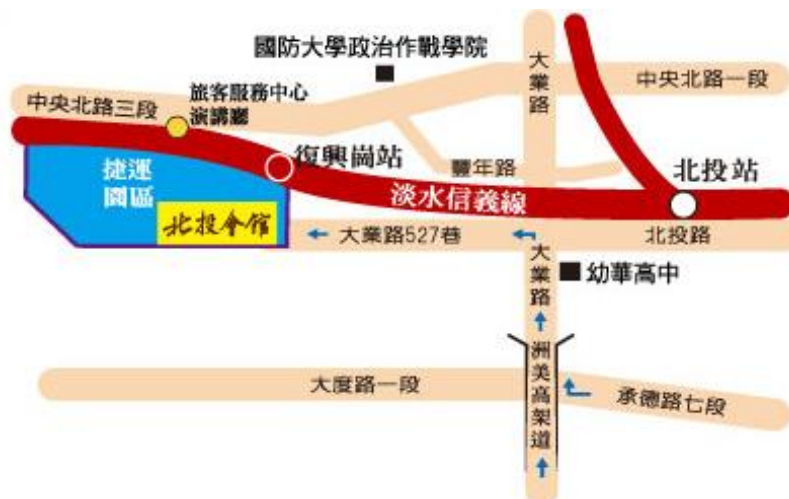 國防大學政治作戰學院
大業路
中央北路一段
中央北路三段
旅客服務中心
演講廳
復興崗站
豐年路
北投站
捷運
園區
淡水信義線
北投會館
大業路527巷
北投路
大業路
幼華高中
洲美高架道
大度路一段
承德路七段